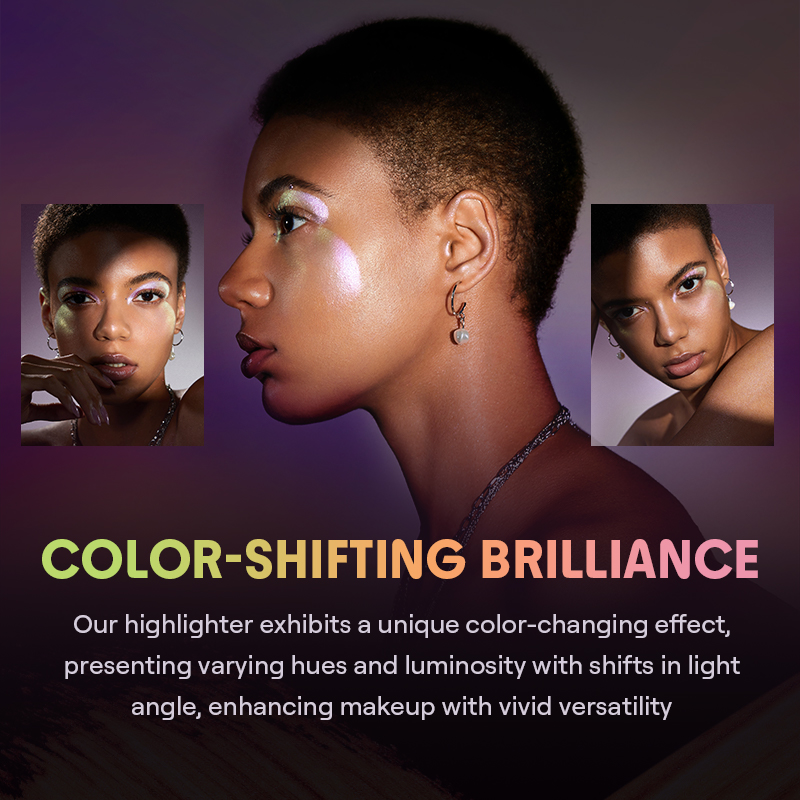 COLOR-SHIFTING BRILLIANCE
Our highlighter exhibits a unique color-changing effect,
presenting varying hues and luminosity with shifts in light
angle, enhancing makeup with vivid versatility